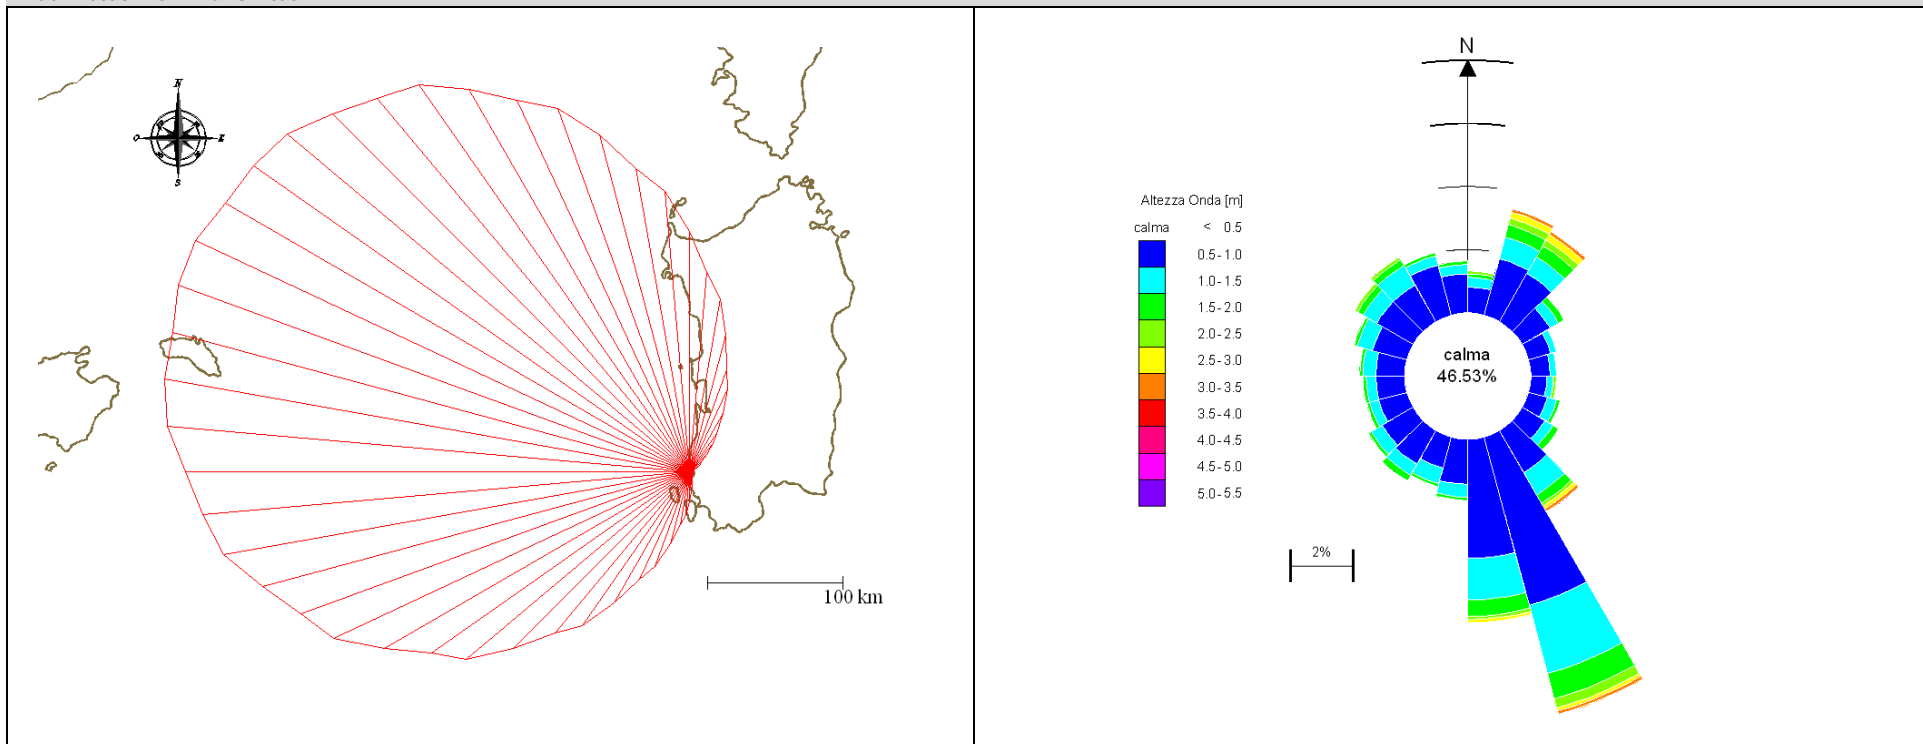 N
O
E
S
100 km
N
Altezza Onda [m]
calma < 0.5
0.5 - 1.0
1.0 - 1.5
1.5 - 2.0
2.0 - 2.5
2.5 - 3.0
3.0 - 3.5
3.5 - 4.0
4.0 - 4.5
4.5 - 5.0
5.0 - 5.5
calma
46.53%
2%